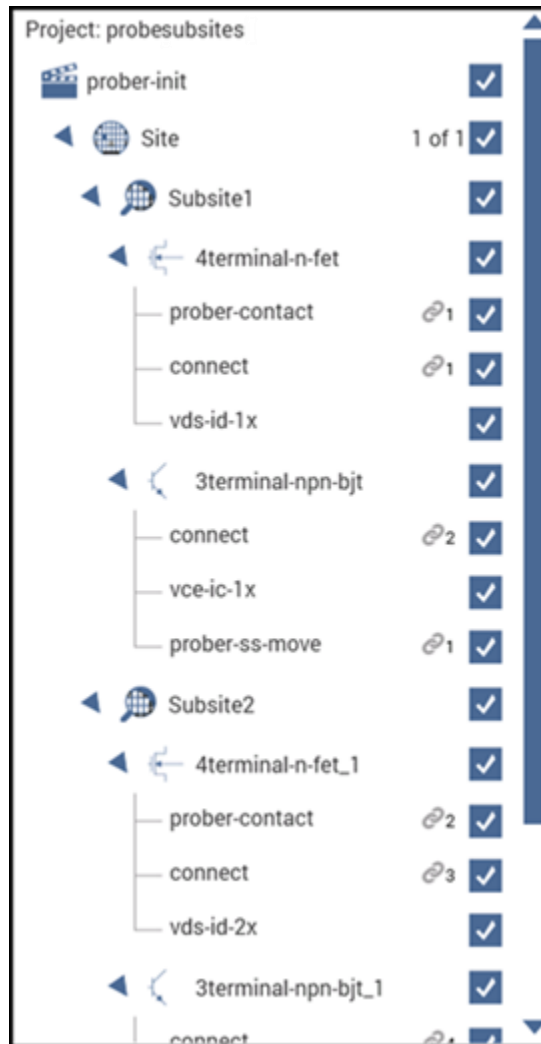 Project: probesubsites
prober-init
Site 1 of 1
Subsite1
4terminal-n-fet
prober-contact 1
connect 1
vds-id-1x
3terminal-npn-bjt
connect 2
vce-ic-1x
prober-ss-move 1
Subsite2
4terminal-n-fet_1
prober-contact 2
connect 3
vds-id-2x
3terminal-npn-bjt_1
connect 4